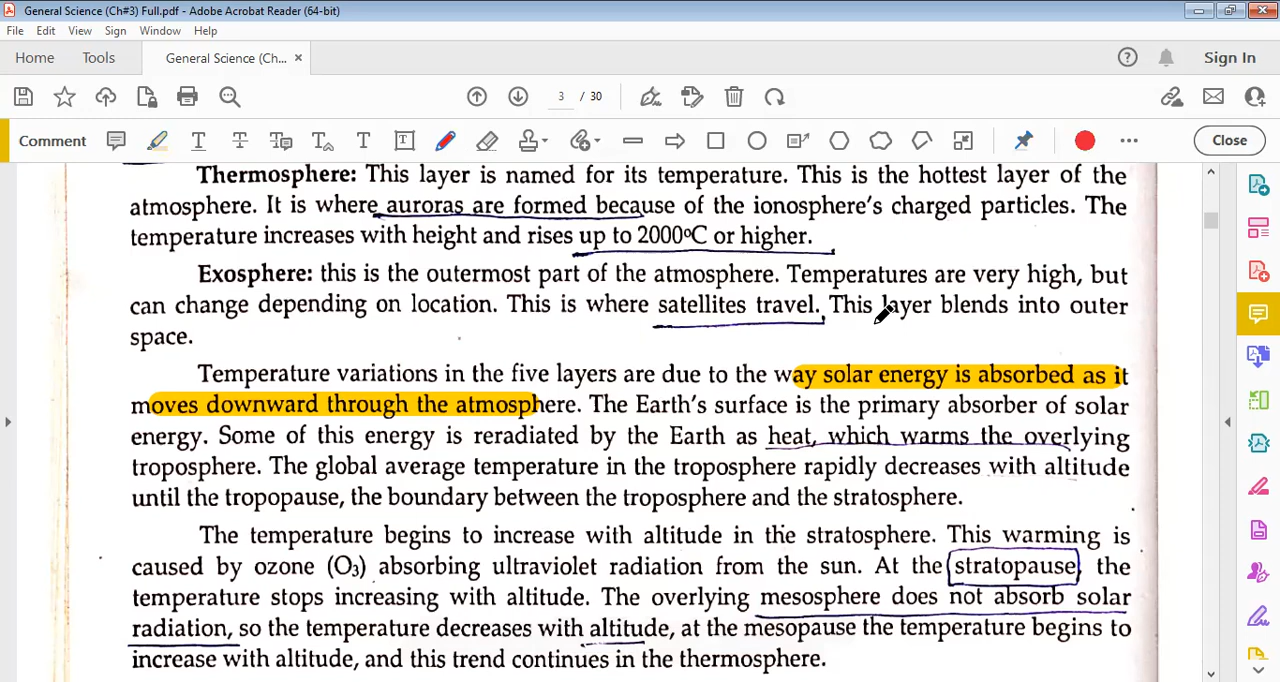 General Science (Ch#3) Full.pdf - Adobe Acrobat Reader (64-bit)
File Edit View Sign Window Help
Home Tools General Science (Ch... × Sign In
3 / 30
Comment Close
Thermosphere: This layer is named for its temperature. This is the hottest layer of the
atmosphere. It is where auroras are formed because of the ionosphere's charged particles. The
temperature increases with height and rises up to 2000°C or higher.
Exosphere: this is the outermost part of the atmosphere. Temperatures are very high, but
can change depending on location. This is where satellites travel. This layer blends into outer
space.
Temperature variations in the five layers are due to the way solar energy is absorbed as it
moves downward through the atmosphere. The Earth's surface is the primary absorber of solar
energy. Some of this energy is reradiated by the Earth as heat, which warms the overlying
troposphere. The global average temperature in the troposphere rapidly decreases with altitude
until the tropopause, the boundary between the troposphere and the stratosphere.
The temperature begins to increase with altitude in the stratosphere. This warming is
caused by ozone (O₃) absorbing ultraviolet radiation from the sun. At the stratopause, the
temperature stops increasing with altitude. The overlying mesosphere does not absorb solar
radiation, so the temperature decreases with altitude, at the mesopause the temperature begins to
increase with altitude, and this trend continues in the thermosphere.